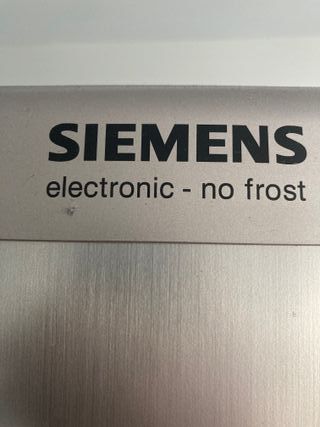 SIEMENS
electronic - no frost